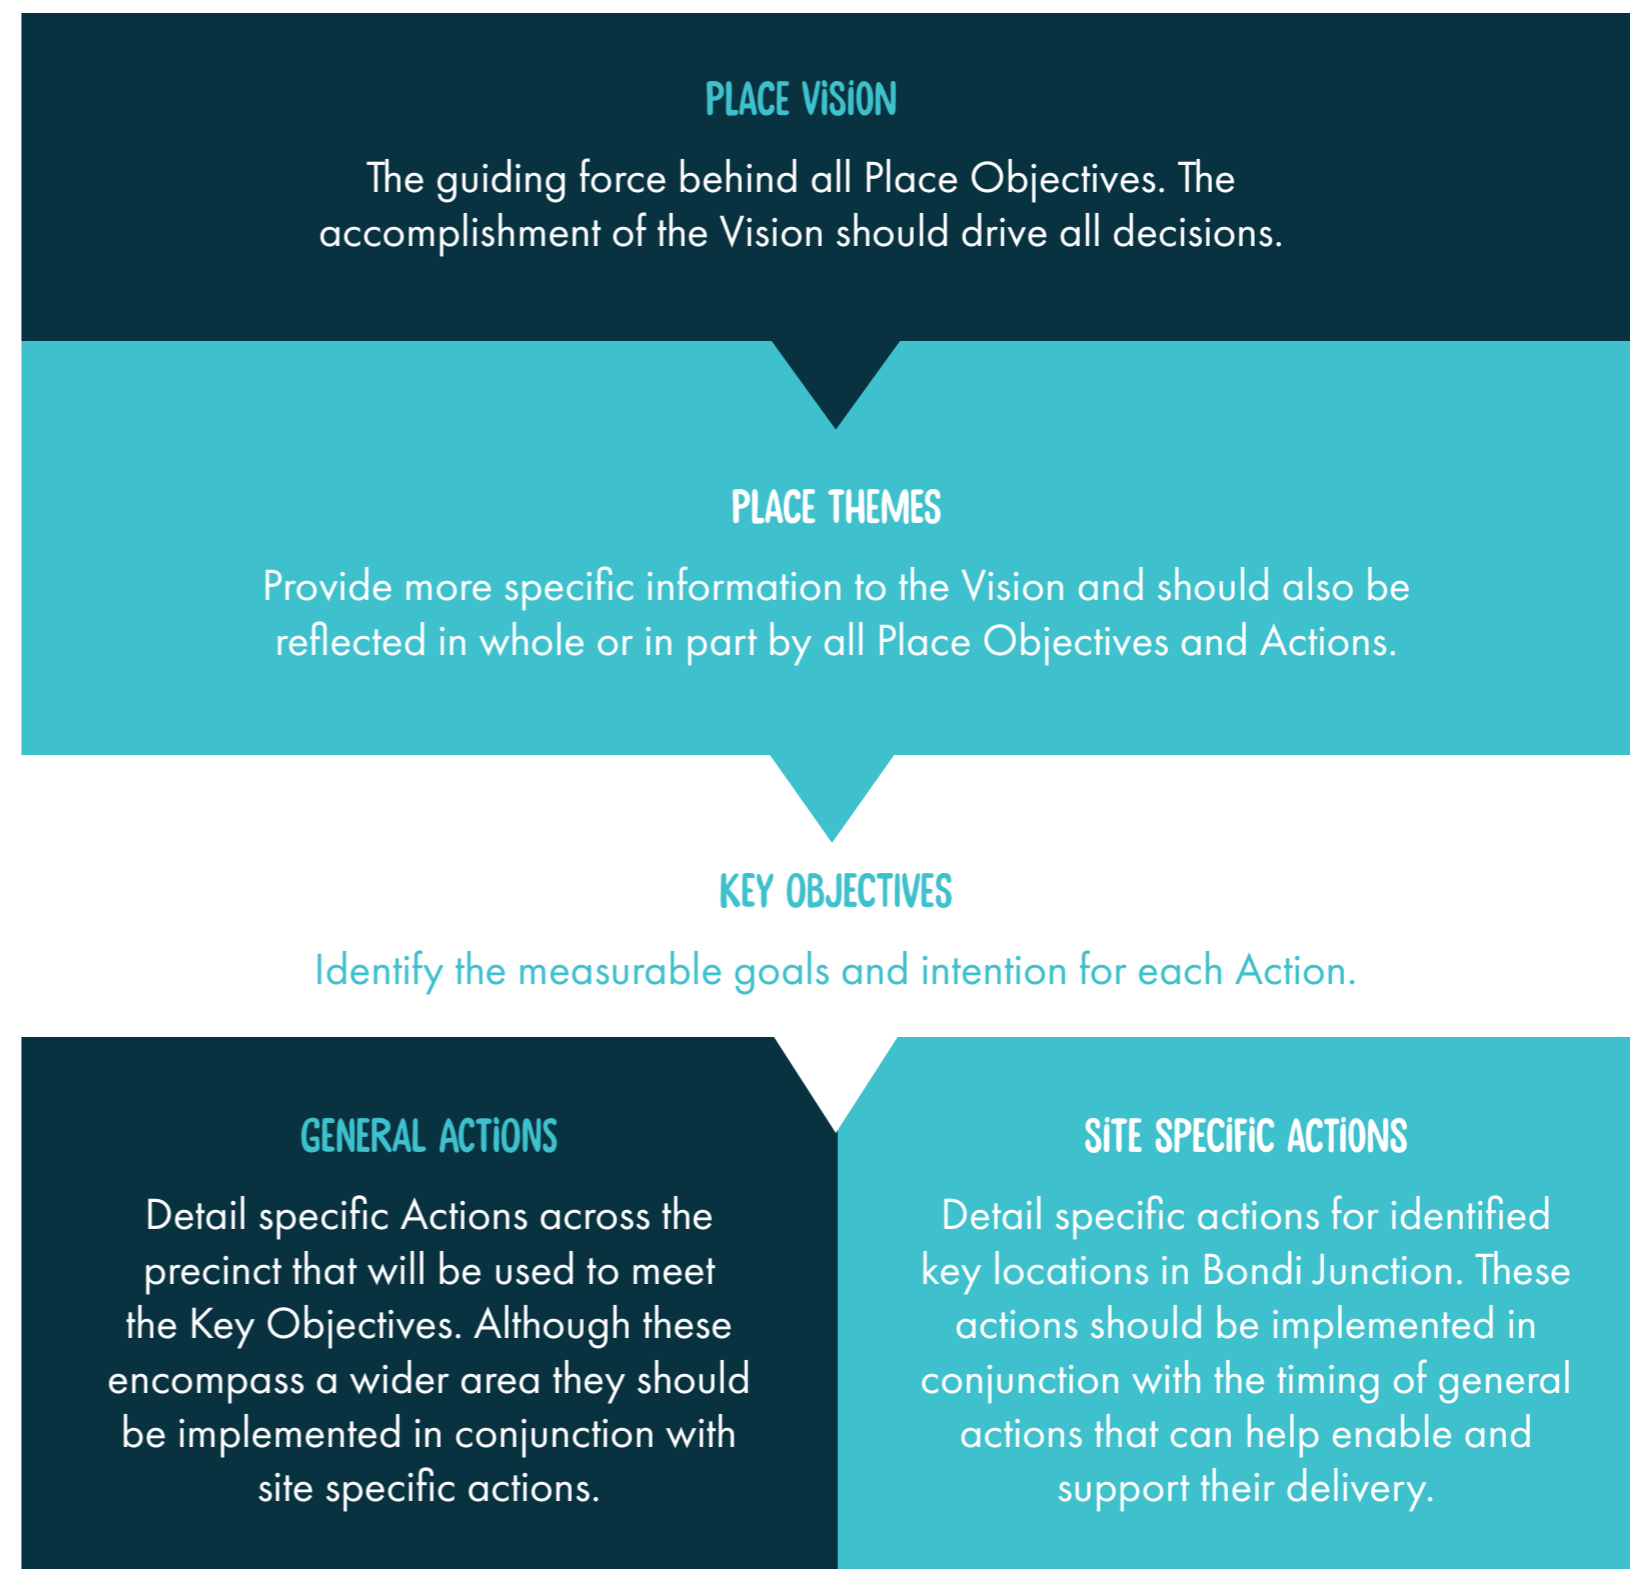 PLACE VISION
The guiding force behind all Place Objectives. The
accomplishment of the Vision should drive all decisions.
PLACE THEMES
Provide more specific information to the Vision and should also be
reflected in whole or in part by all Place Objectives and Actions.
KEY OBJECTIVES
Identify the measurable goals and intention for each Action.
GENERAL ACTIONS
Detail specific Actions across the
precinct that will be used to meet
the Key Objectives. Although these
encompass a wider area they should
be implemented in conjunction with
site specific actions.
SITE SPECIFIC ACTIONS
Detail specific actions for identified
key locations in Bondi Junction. These
actions should be implemented in
conjunction with the timing of general
actions that can help enable and
support their delivery.